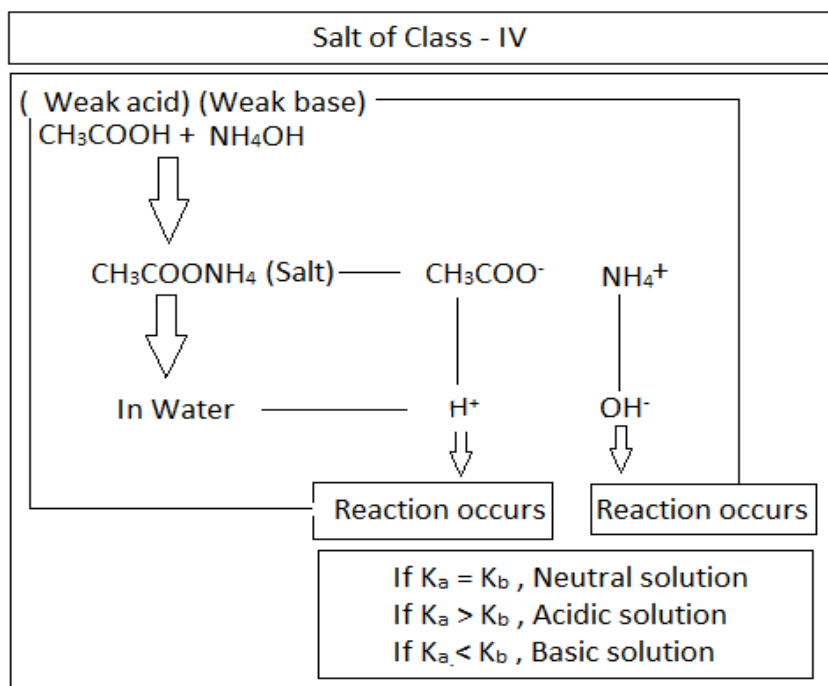 Salt of Class - IV
( Weak acid) (Weak base)
CH₃COOH + NH₄OH
CH₃COONH₄ (Salt) CH₃COO⁻ NH₄⁺
In Water H⁺ OH⁻
Reaction occurs Reaction occurs
If Kₐ = K_b , Neutral solution
If Kₐ > K_b , Acidic solution
If Kₐ < K_b , Basic solution